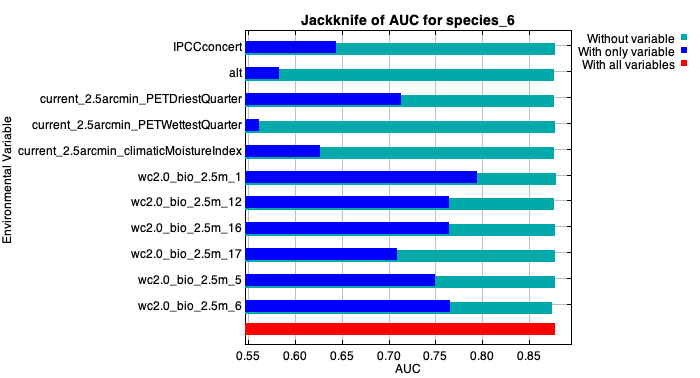 Jackknife of AUC for species_6
Without variable
With only variable
With all variables
Environmental Variable
IPCCconcert
alt
current_2.5arcmin_PETDriestQuarter
current_2.5arcmin_PETWettestQuarter
current_2.5arcmin_climaticMoistureIndex
wc2.0_bio_2.5m_1
wc2.0_bio_2.5m_12
wc2.0_bio_2.5m_16
wc2.0_bio_2.5m_17
wc2.0_bio_2.5m_5
wc2.0_bio_2.5m_6
0.55 0.60 0.65 0.70 0.75 0.80 0.85
AUC